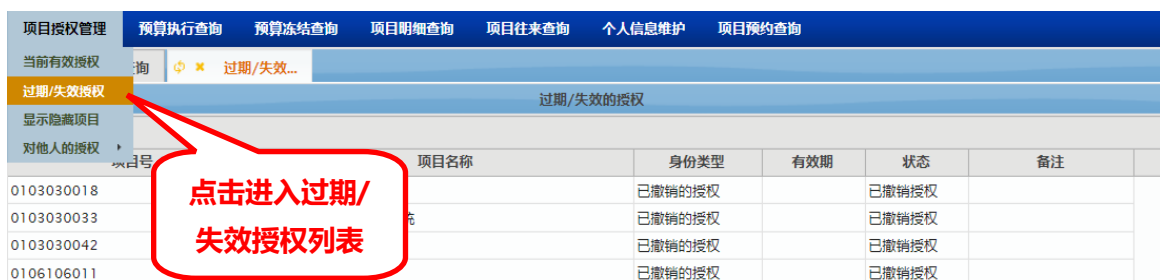 项目授权管理 预算执行查询 预算冻结查询 项目明细查询 项目往来查询 个人信息维护 项目预约查询
当前有效授权 询 过期/失效...
过期/失效授权 过期/失效的授权
显示隐藏项目
对他人的授权
项目号 项目名称 身份类型 有效期 状态 备注
0103030018 已撤销的授权 已撤销授权
0103030033 统 已撤销的授权 已撤销授权
0103030042 已撤销的授权 已撤销授权
0106106011 已撤销的授权 已撤销授权
点击进入过期/
失效授权列表